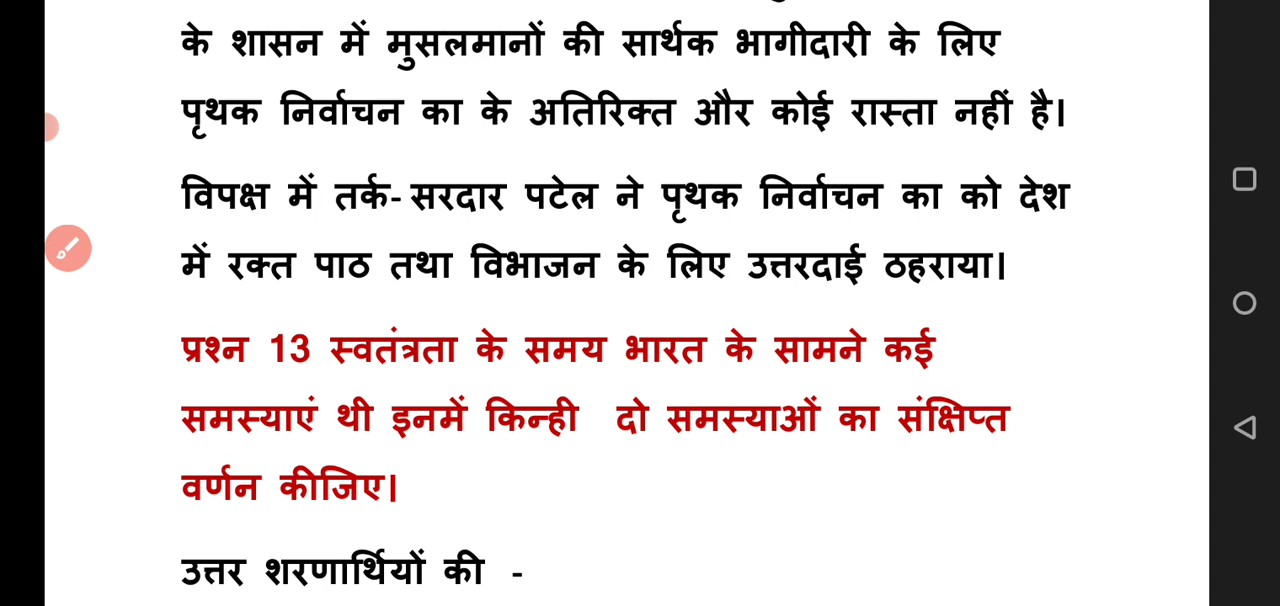 के शासन में मुसलमानों की सार्थक भागीदारी के लिए
पृथक निर्वाचन का के अतिरिक्त और कोई रास्ता नहीं है।
विपक्ष में तर्क- सरदार पटेल ने पृथक निर्वाचन का को देश
में रक्त पाठ तथा विभाजन के लिए उत्तरदाई ठहराया।
प्रश्न 13 स्वतंत्रता के समय भारत के सामने कई
समस्याएं थी इनमें किन्ही दो समस्याओं का संक्षिप्त
वर्णन कीजिए।
उत्तर शरणार्थियों की -